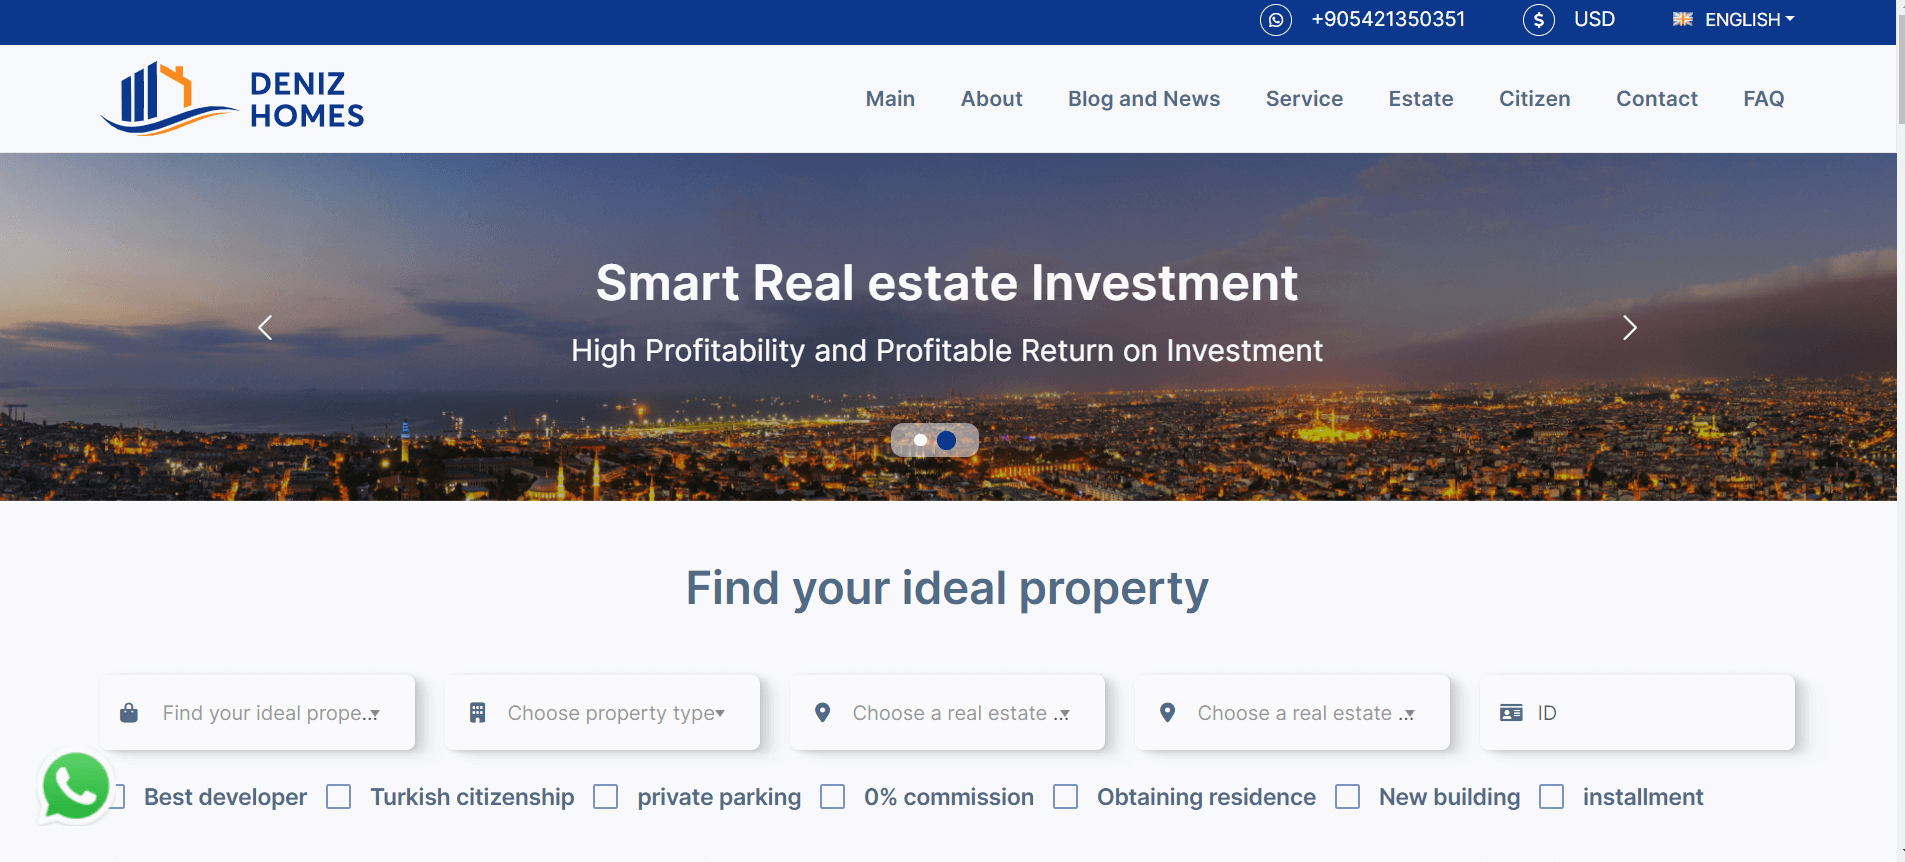 +905421350351 USD ENGLISH
DENIZ
HOMES
Main About Blog and News Service Estate Citizen Contact FAQ
Smart Real estate Investment
High Profitability and Profitable Return on Investment
Find your ideal property
Find your ideal prope... Choose property type Choose a real estate ... Choose a real estate ... ID
Best developer Turkish citizenship private parking 0% commission Obtaining residence New building installment